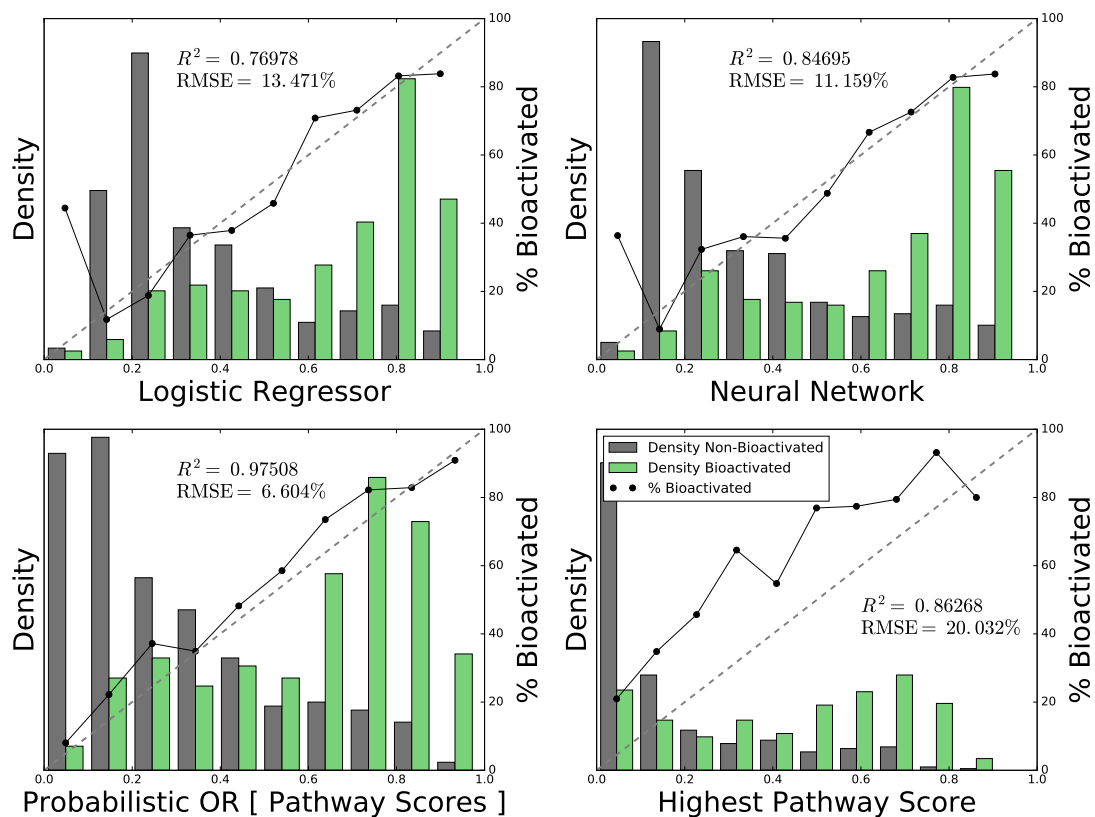 R² = 0.76978
RMSE = 13.471%
Density
% Bioactivated
0 20 40 60 80 100
0.0 0.2 0.4 0.6 0.8 1.0
Logistic Regressor
R² = 0.84695
RMSE = 11.159%
Density
% Bioactivated
0 20 40 60 80 100
0.0 0.2 0.4 0.6 0.8 1.0
Neural Network
R² = 0.97508
RMSE = 6.604%
Density
% Bioactivated
0 20 40 60 80 100
0.0 0.2 0.4 0.6 0.8 1.0
Probabilistic OR [ Pathway Scores ]
Density Non-Bioactivated
Density Bioactivated
% Bioactivated
R² = 0.86268
RMSE = 20.032%
Density
% Bioactivated
0 20 40 60 80 100
0.0 0.2 0.4 0.6 0.8 1.0
Highest Pathway Score